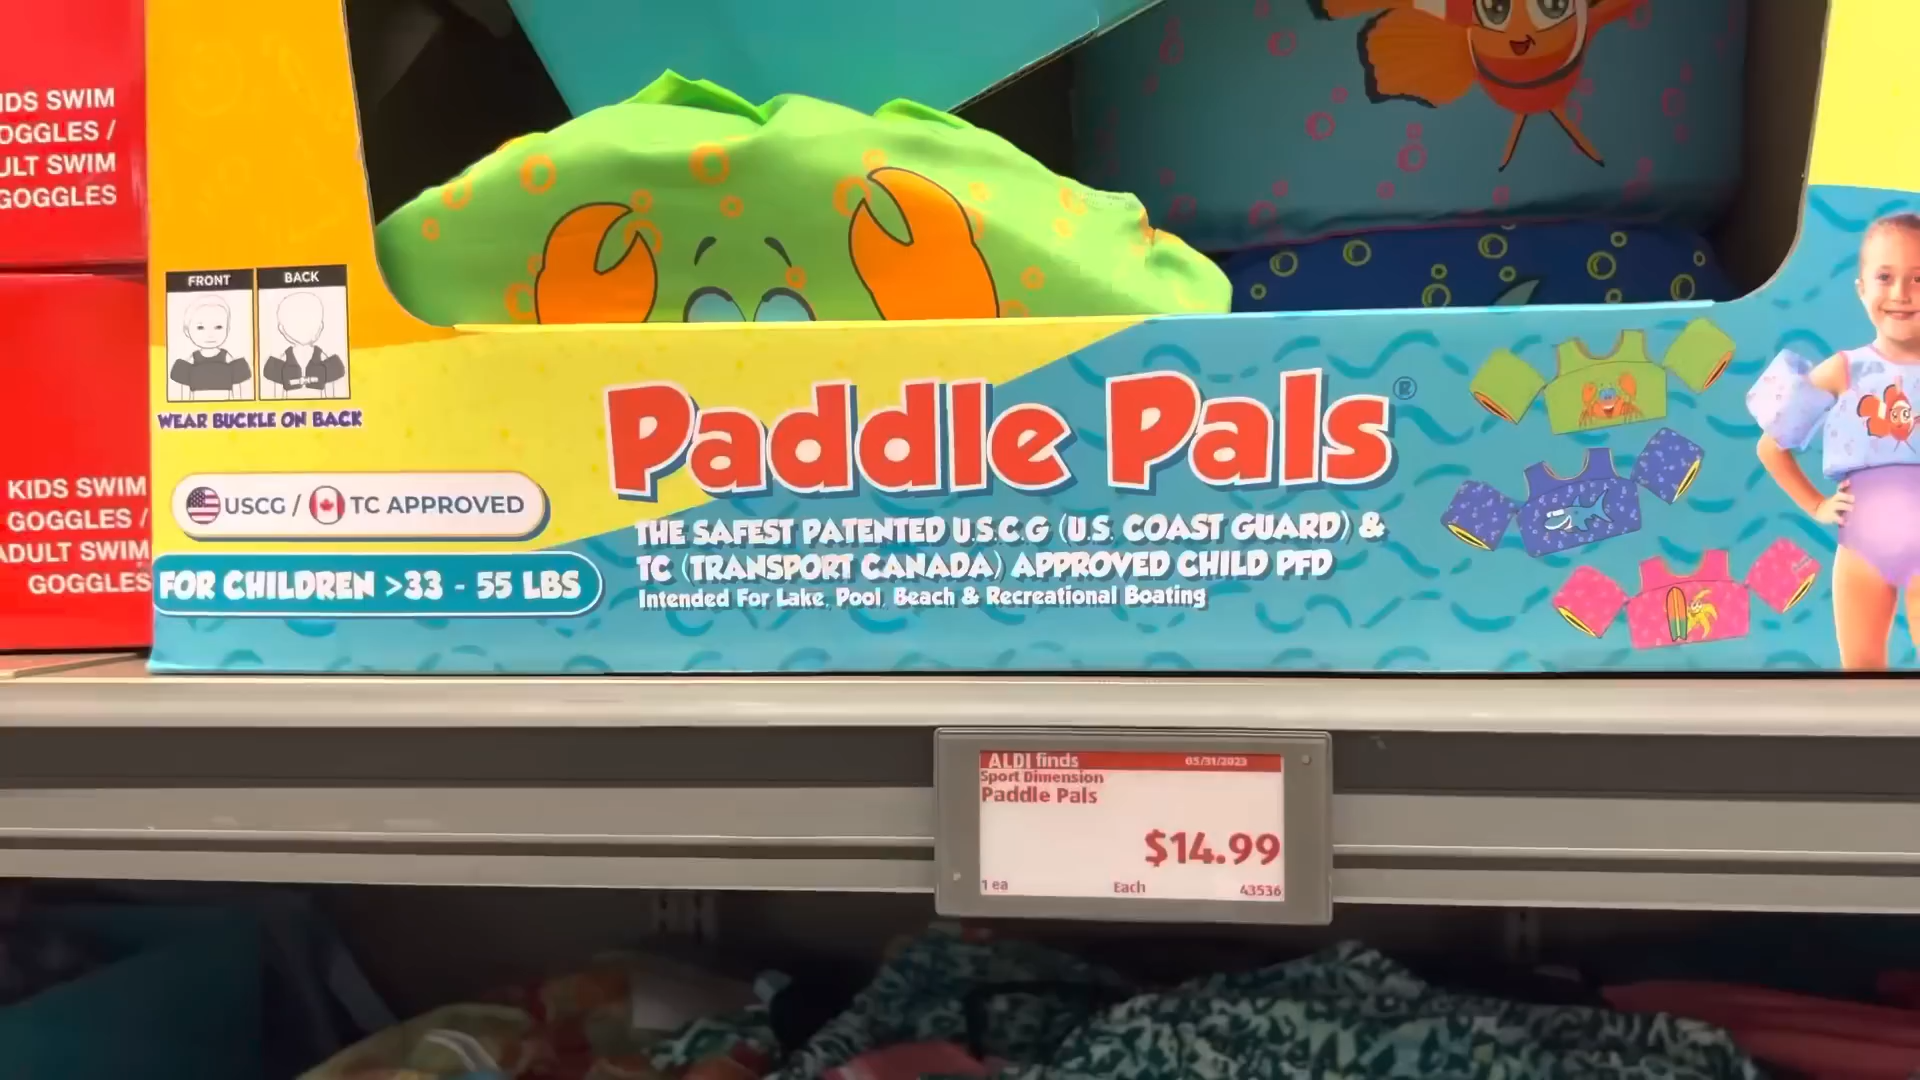 IDS SWIM
OGGLES /
ULT SWIM
GOGGLES
KIDS SWIM
GOGGLES /
ADULT SWIM
GOGGLES
FRONT
BACK
WEAR BUCKLE ON BACK
USCG / TC APPROVED
FOR CHILDREN >33 - 55 LBS
Paddle Pals®
THE SAFEST PATENTED U.S.C.G (U.S. COAST GUARD) &
TC (TRANSPORT CANADA) APPROVED CHILD PFD
Intended For Lake, Pool, Beach & Recreational Boating
ALDI finds 05/31/2023
Sport Dimension
Paddle Pals
$14.99
1 ea Each 43536